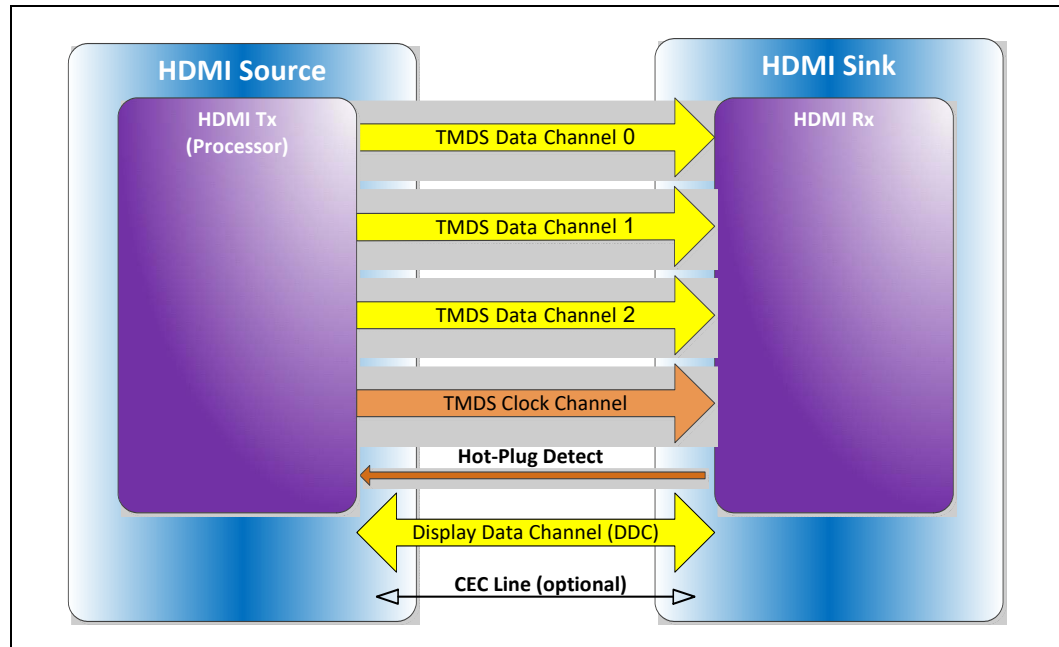 HDMI Source
HDMI Sink
HDMI Tx
(Processor)
HDMI Rx
TMDS Data Channel 0
TMDS Data Channel 1
TMDS Data Channel 2
TMDS Clock Channel
Hot-Plug Detect
Display Data Channel (DDC)
CEC Line (optional)